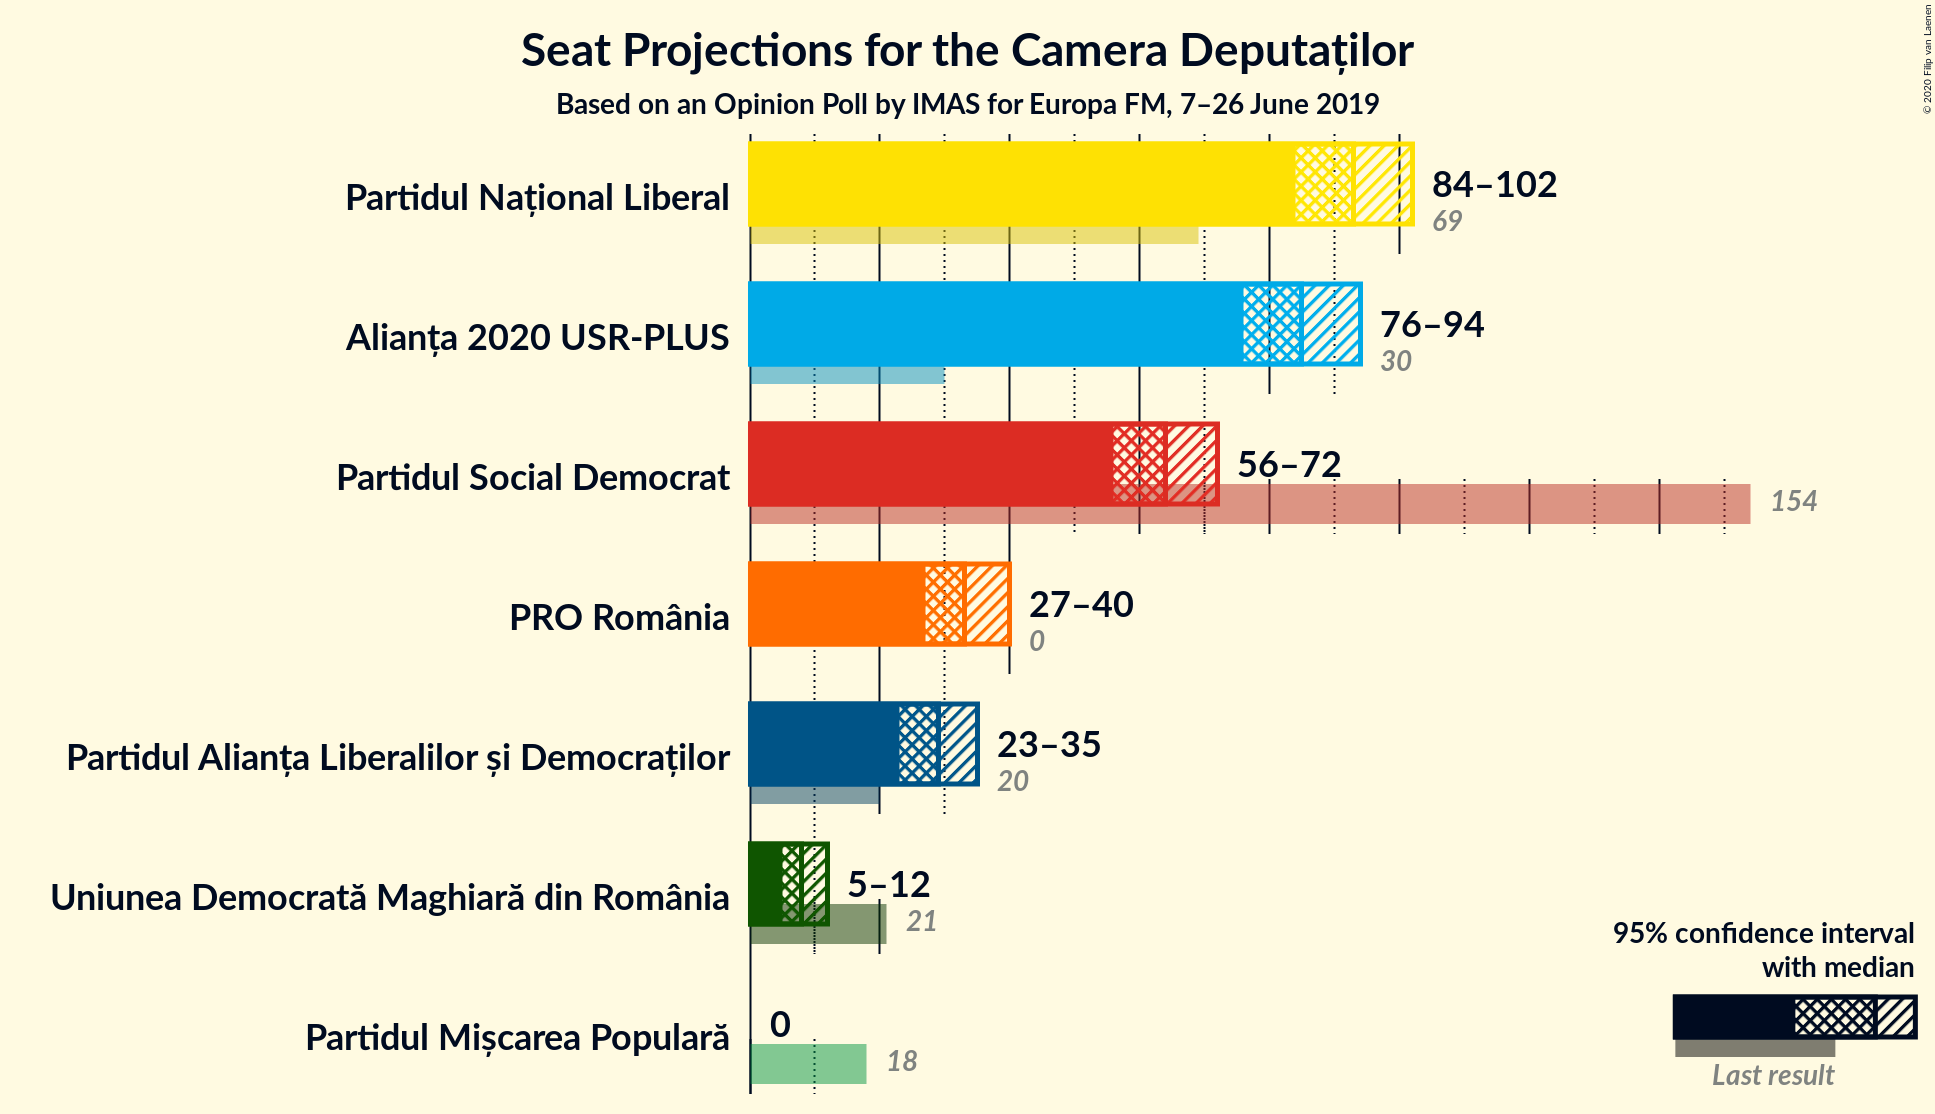 Seat Projections for the Camera Deputaților
Based on an Opinion Poll by IMAS for Europa FM, 7–26 June 2019
© 2020 Filip van Laenen
Partidul Național Liberal
84–102
69
Alianța 2020 USR-PLUS
76–94
30
Partidul Social Democrat
56–72
154
PRO România
27–40
0
Partidul Alianța Liberalilor și Democraților
23–35
20
Uniunea Democrată Maghiară din România
5–12
21
Partidul Mișcarea Populară
0
18
95% confidence interval
with median
Last result